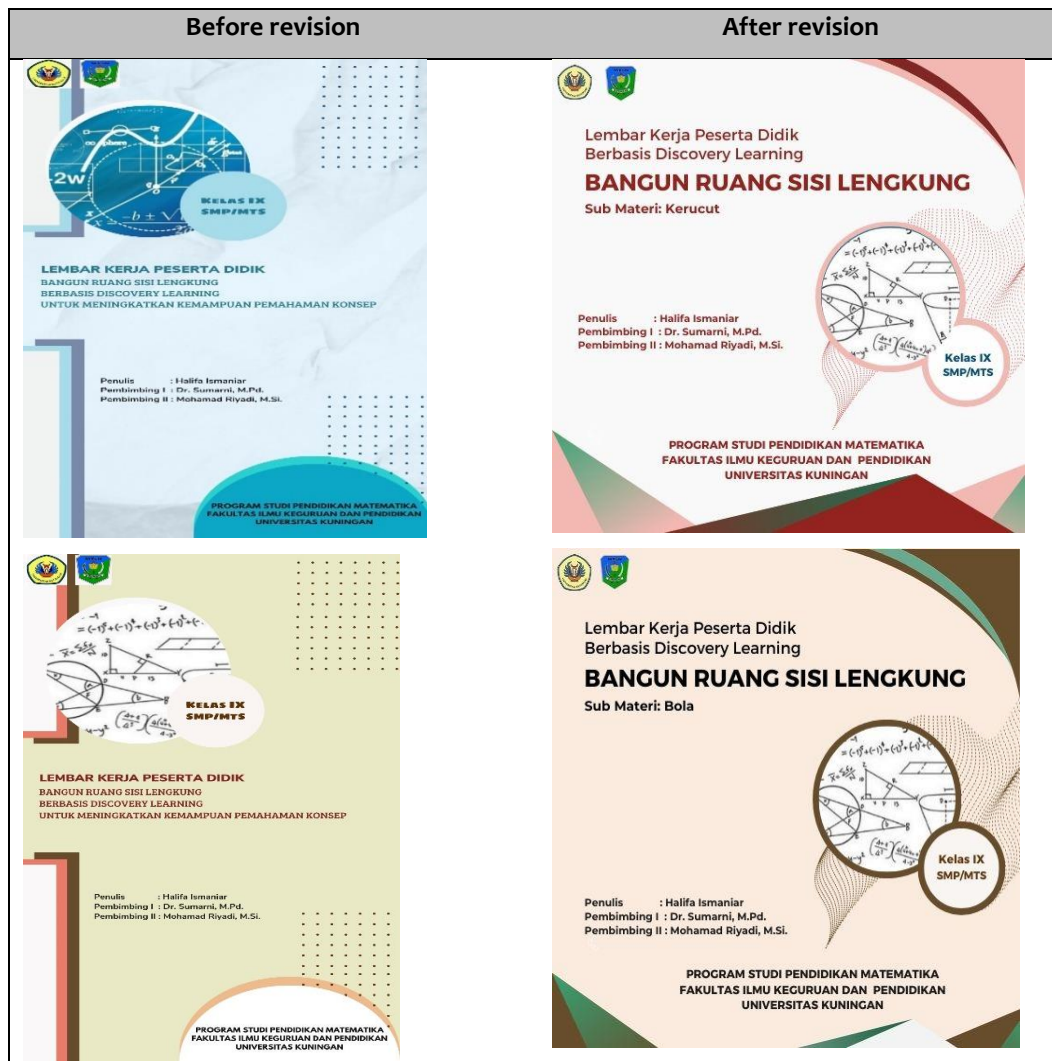 Before revision
After revision
KELAS IX
SMP/MTS
LEMBAR KERJA PESERTA DIDIK
BANGUN RUANG SISI LENGKUNG
BERBASIS DISCOVERY LEARNING
UNTUK MENINGKATKAN KEMAMPUAN PEMAHAMAN KONSEP
Penulis : Halifa Ismaniar
Pembimbing I : Dr. Sumarni, M.Pd.
Pembimbing II : Mohamad Riyadi, M.Si.
PROGRAM STUDI PENDIDIKAN MATEMATIKA
FAKULTAS ILMU KEGURUAN DAN PENDIDIKAN
UNIVERSITAS KUNINGAN
Lembar Kerja Peserta Didik
Berbasis Discovery Learning
BANGUN RUANG SISI LENGKUNG
Sub Materi: Kerucut
Penulis : Halifa Ismaniar
Pembimbing I : Dr. Sumarni, M.Pd.
Pembimbing II : Mohamad Riyadi, M.Si.
Kelas IX
SMP/MTS
PROGRAM STUDI PENDIDIKAN MATEMATIKA
FAKULTAS ILMU KEGURUAN DAN PENDIDIKAN
UNIVERSITAS KUNINGAN
KELAS IX
SMP/MTS
LEMBAR KERJA PESERTA DIDIK
BANGUN RUANG SISI LENGKUNG
BERBASIS DISCOVERY LEARNING
UNTUK MENINGKATKAN KEMAMPUAN PEMAHAMAN KONSEP
Penulis : Halifa Ismaniar
Pembimbing I : Dr. Sumarni, M.Pd.
Pembimbing II : Mohamad Riyadi, M.Si.
PROGRAM STUDI PENDIDIKAN MATEMATIKA
FAKULTAS ILMU KEGURUAN DAN PENDIDIKAN
UNIVERSITAS KUNINGAN
Lembar Kerja Peserta Didik
Berbasis Discovery Learning
BANGUN RUANG SISI LENGKUNG
Sub Materi: Bola
Kelas IX
SMP/MTS
Penulis : Halifa Ismaniar
Pembimbing I : Dr. Sumarni, M.Pd.
Pembimbing II : Mohamad Riyadi, M.Si.
PROGRAM STUDI PENDIDIKAN MATEMATIKA
FAKULTAS ILMU KEGURUAN DAN PENDIDIKAN
UNIVERSITAS KUNINGAN